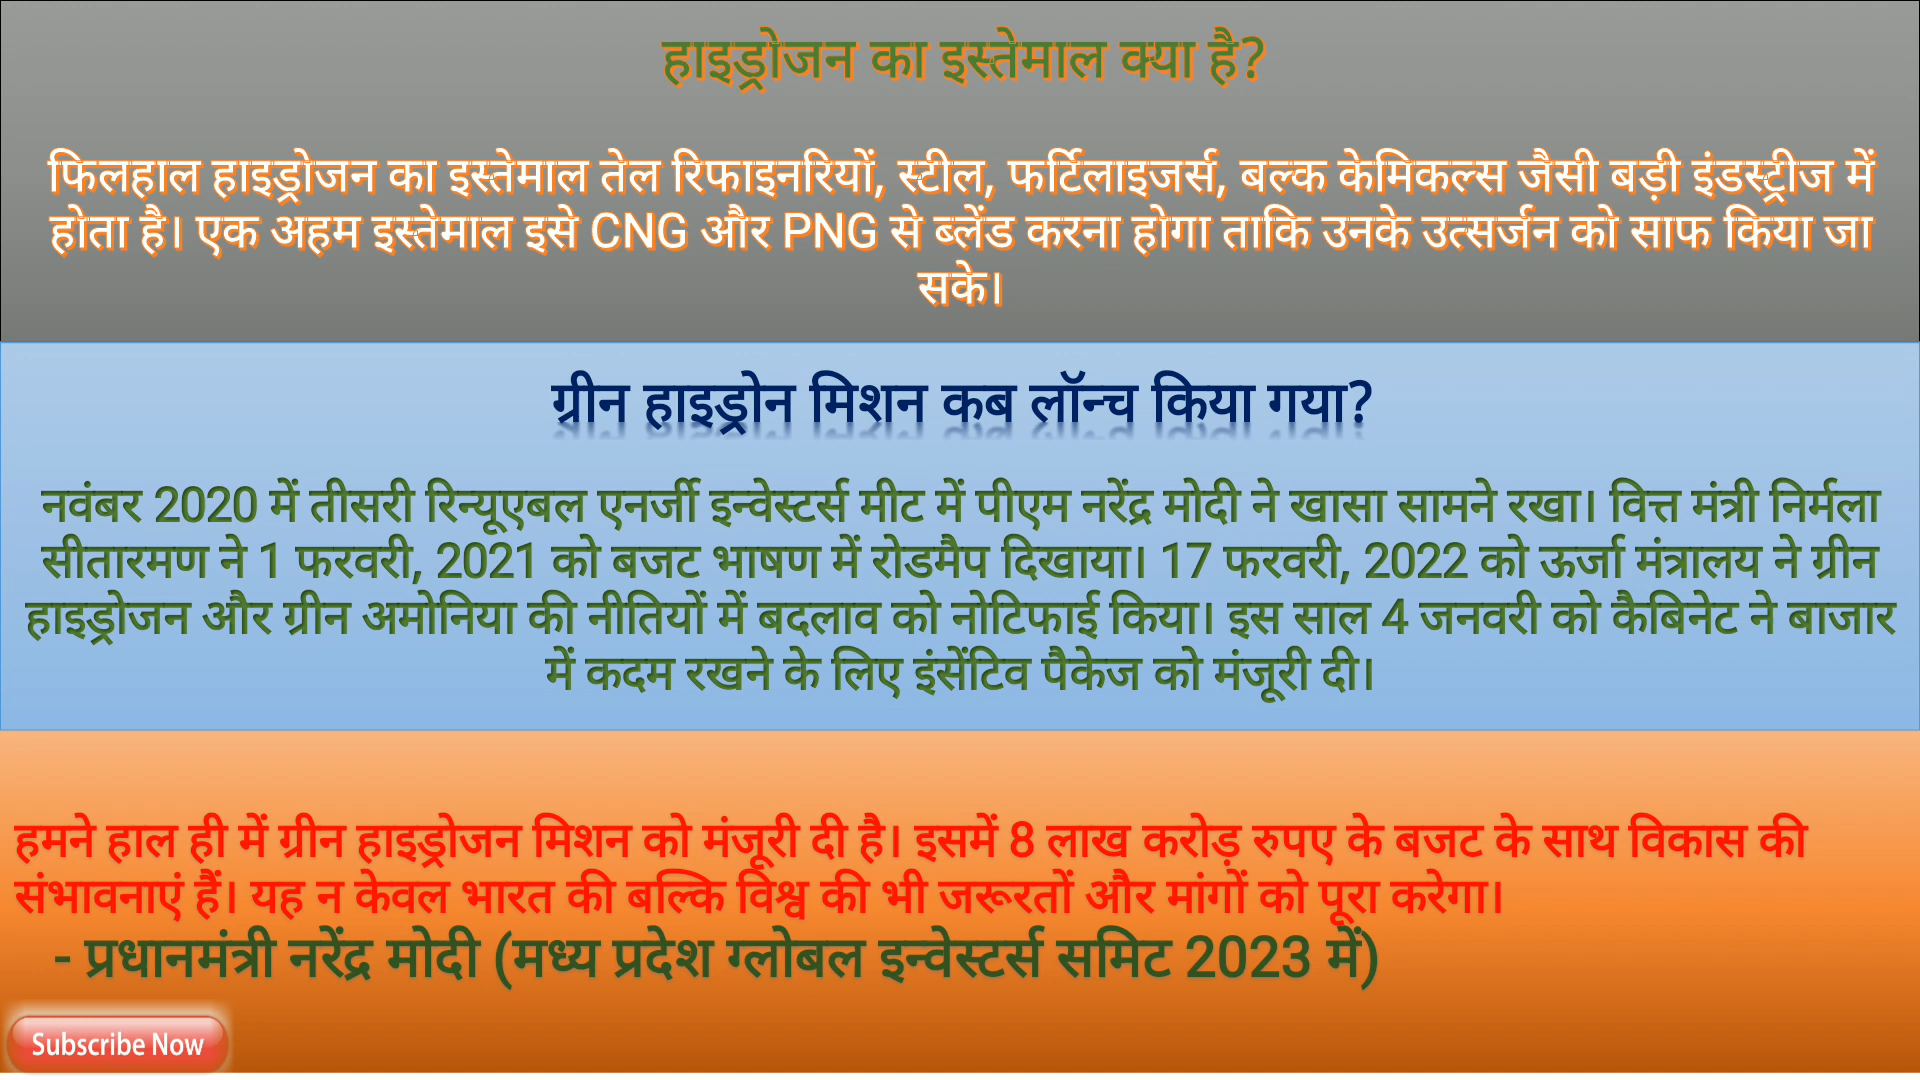 हाइड्रोजन का इस्तेमाल क्या है?
फिलहाल हाइड्रोजन का इस्तेमाल तेल रिफाइनरियों, स्टील, फर्टिलाइजर्स, बल्क केमिकल्स जैसी बड़ी इंडस्ट्रीज में
होता है। एक अहम इस्तेमाल इसे CNG और PNG से ब्लेंड करना होगा ताकि उनके उत्सर्जन को साफ किया जा
सके।
ग्रीन हाइड्रोन मिशन कब लॉन्च किया गया?
नवंबर 2020 में तीसरी रिन्यूएबल एनर्जी इन्वेस्टर्स मीट में पीएम नरेंद्र मोदी ने खासा सामने रखा। वित्त मंत्री निर्मला
सीतारमण ने 1 फरवरी, 2021 को बजट भाषण में रोडमैप दिखाया। 17 फरवरी, 2022 को ऊर्जा मंत्रालय ने ग्रीन
हाइड्रोजन और ग्रीन अमोनिया की नीतियों में बदलाव को नोटिफाई किया। इस साल 4 जनवरी को कैबिनेट ने बाजार
में कदम रखने के लिए इंसेंटिव पैकेज को मंजूरी दी।
हमने हाल ही में ग्रीन हाइड्रोजन मिशन को मंजूरी दी है। इसमें 8 लाख करोड़ रुपए के बजट के साथ विकास की
संभावनाएं हैं। यह न केवल भारत की बल्कि विश्व की भी जरूरतों और मांगों को पूरा करेगा।
- प्रधानमंत्री नरेंद्र मोदी (मध्य प्रदेश ग्लोबल इन्वेस्टर्स समिट 2023 में)
Subscribe Now